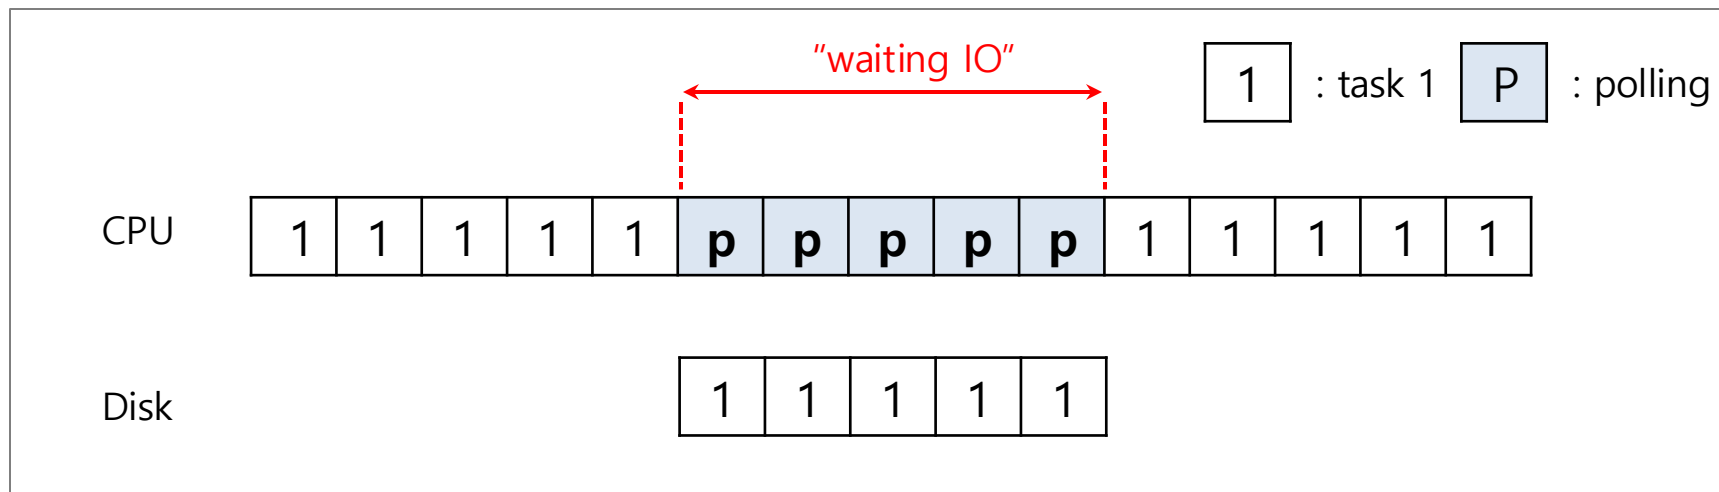 "waiting IO"
1 : task 1 P : polling
CPU 1 1 1 1 1 p p p p p 1 1 1 1 1
Disk 1 1 1 1 1